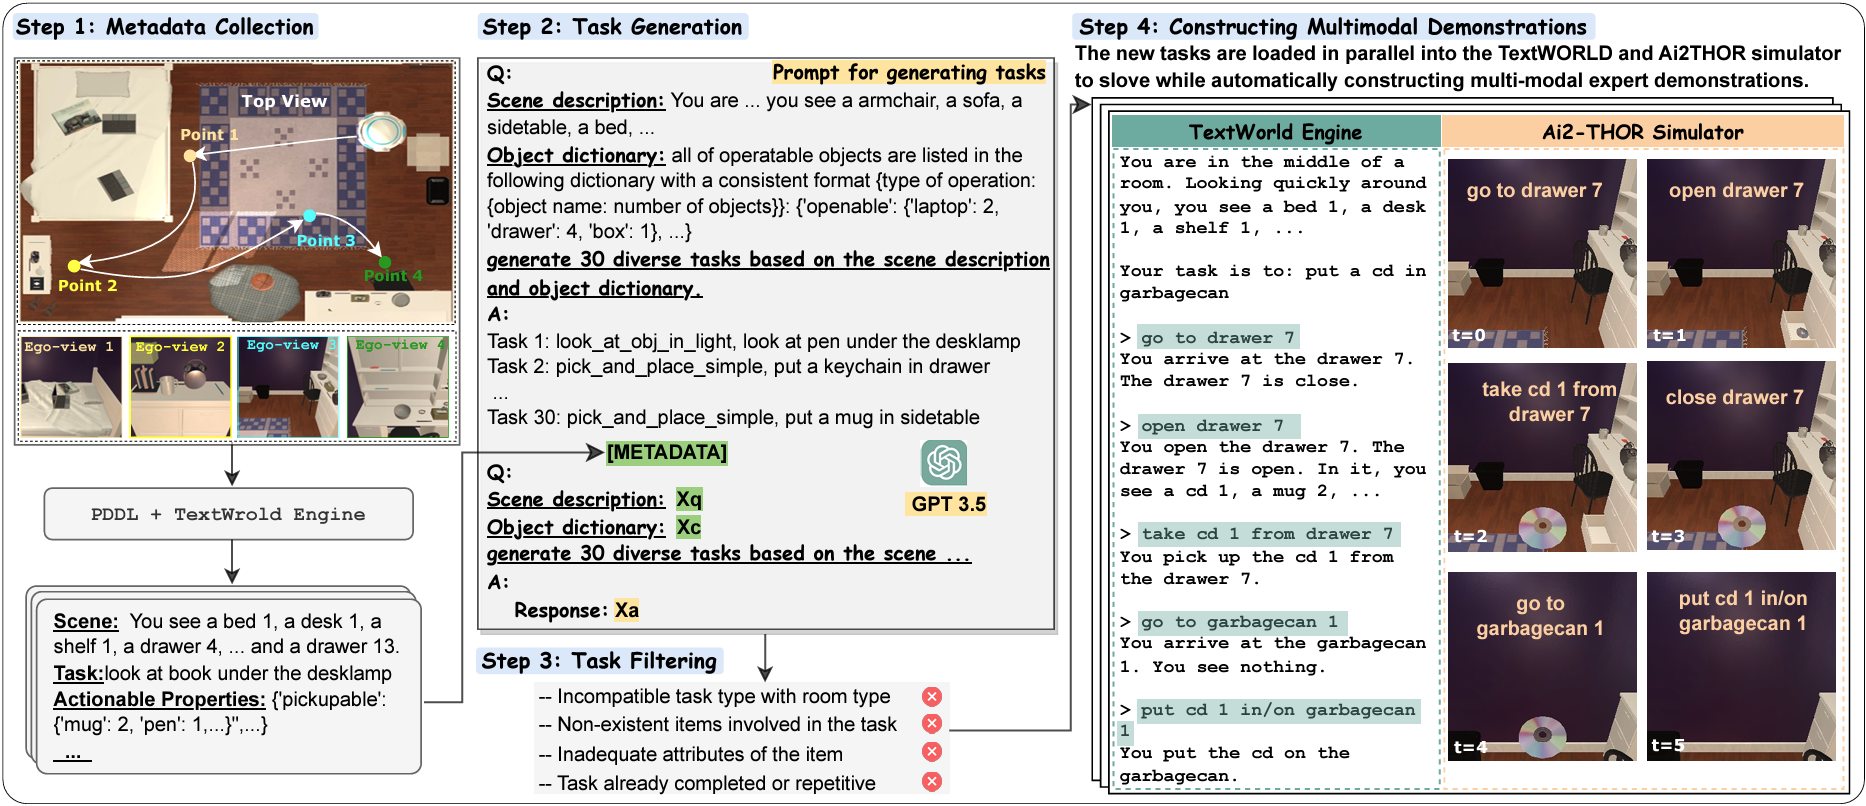 Step 1: Metadata Collection
Top View
Point 1
Point 3
Point 2
Point 4
Ego-view 1
Ego-view 2
Ego-view 3
Ego-view 4
PDDL + TextWrold Engine
Scene: You see a bed 1, a desk 1, a
shelf 1, a drawer 4, ... and a drawer 13.
Task:look at book under the desklamp
Actionable Properties: {'pickupable':
{'mug': 2, 'pen': 1,...}",...}
...
Step 2: Task Generation
Q:
Prompt for generating tasks
Scene description: You are ... you see a armchair, a sofa, a
sidetable, a bed, ...
Object dictionary: all of operatable objects are listed in the
following dictionary with a consistent format {type of operation:
{object name: number of objects}}: {'openable': {'laptop': 2,
'drawer': 4, 'box': 1}, ...}
generate 30 diverse tasks based on the scene description
and object dictionary.
A:
Task 1: look_at_obj_in_light, look at pen under the desklamp
Task 2: pick_and_place_simple, put a keychain in drawer
...
Task 30: pick_and_place_simple, put a mug in sidetable
[METADATA]
Q:
Scene description: Xq
Object dictionary: Xc
generate 30 diverse tasks based on the scene ...
A:
Response: Xa
GPT 3.5
Step 3: Task Filtering
-- Incompatible task type with room type
-- Non-existent items involved in the task
-- Inadequate attributes of the item
-- Task already completed or repetitive
Step 4: Constructing Multimodal Demonstrations
The new tasks are loaded in parallel into the TextWORLD and Ai2THOR simulator
to slove while automatically constructing multi-modal expert demonstrations.
TextWorld Engine
You are in the middle of a
room. Looking quickly around
you, you see a bed 1, a desk
1, a shelf 1, ...
Your task is to: put a cd in
garbagecan
> go to drawer 7
You arrive at the drawer 7.
The drawer 7 is close.
> open drawer 7
You open the drawer 7. The
drawer 7 is open. In it, you
see a cd 1, a mug 2, ...
> take cd 1 from drawer 7
You pick up the cd 1 from
the drawer 7.
> go to garbagecan 1
You arrive at the garbagecan
1. You see nothing.
> put cd 1 in/on garbagecan
1
You put the cd on the
garbagecan.
Ai2-THOR Simulator
go to drawer 7
t=0
open drawer 7
t=1
take cd 1 from
drawer 7
t=2
close drawer 7
t=3
go to
garbagecan 1
t=4
put cd 1 in/on
garbagecan 1
t=5